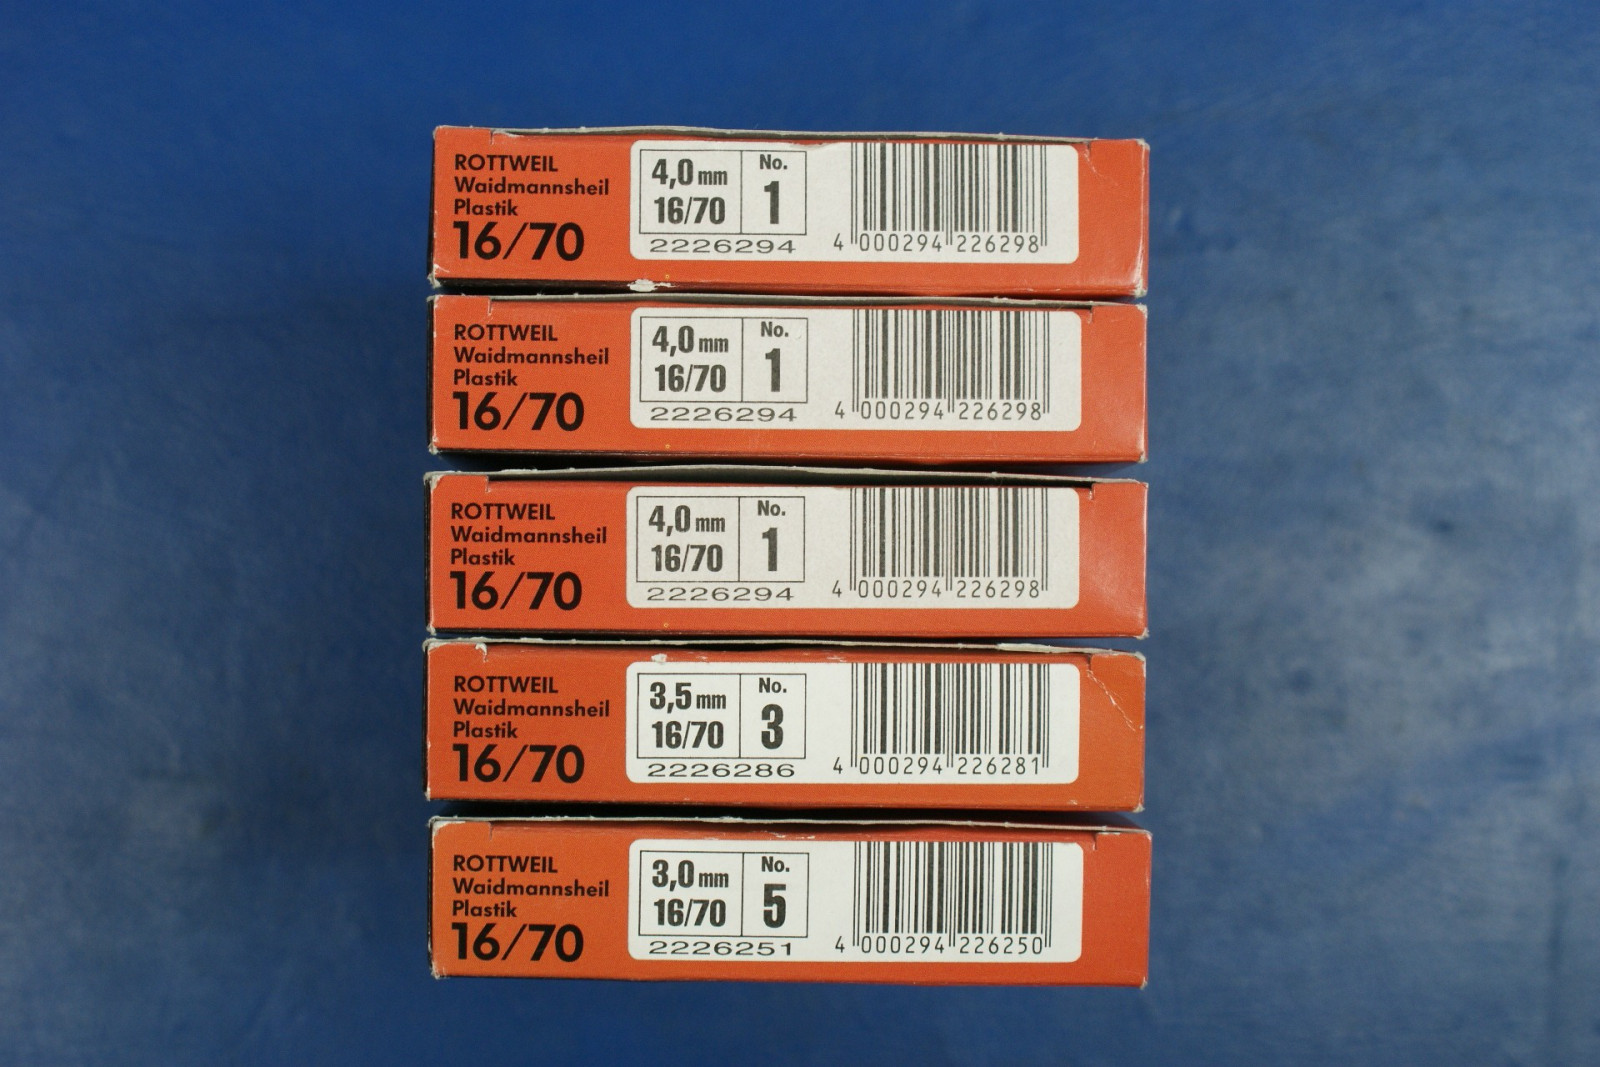 ROTTWEIL
Waidmannsheil
Plastik
16/70
4,0 mm
16/70
No.
1
2226294
4 000294 226298
ROTTWEIL
Waidmannsheil
Plastik
16/70
4,0 mm
16/70
No.
1
2226294
4 000294 226298
ROTTWEIL
Waidmannsheil
Plastik
16/70
4,0 mm
16/70
No.
1
2226294
4 000294 226298
ROTTWEIL
Waidmannsheil
Plastik
16/70
3,5 mm
16/70
No.
3
2226286
4 000294 226281
ROTTWEIL
Waidmannsheil
Plastik
16/70
3,0 mm
16/70
No.
5
2226251
4 000294 226250